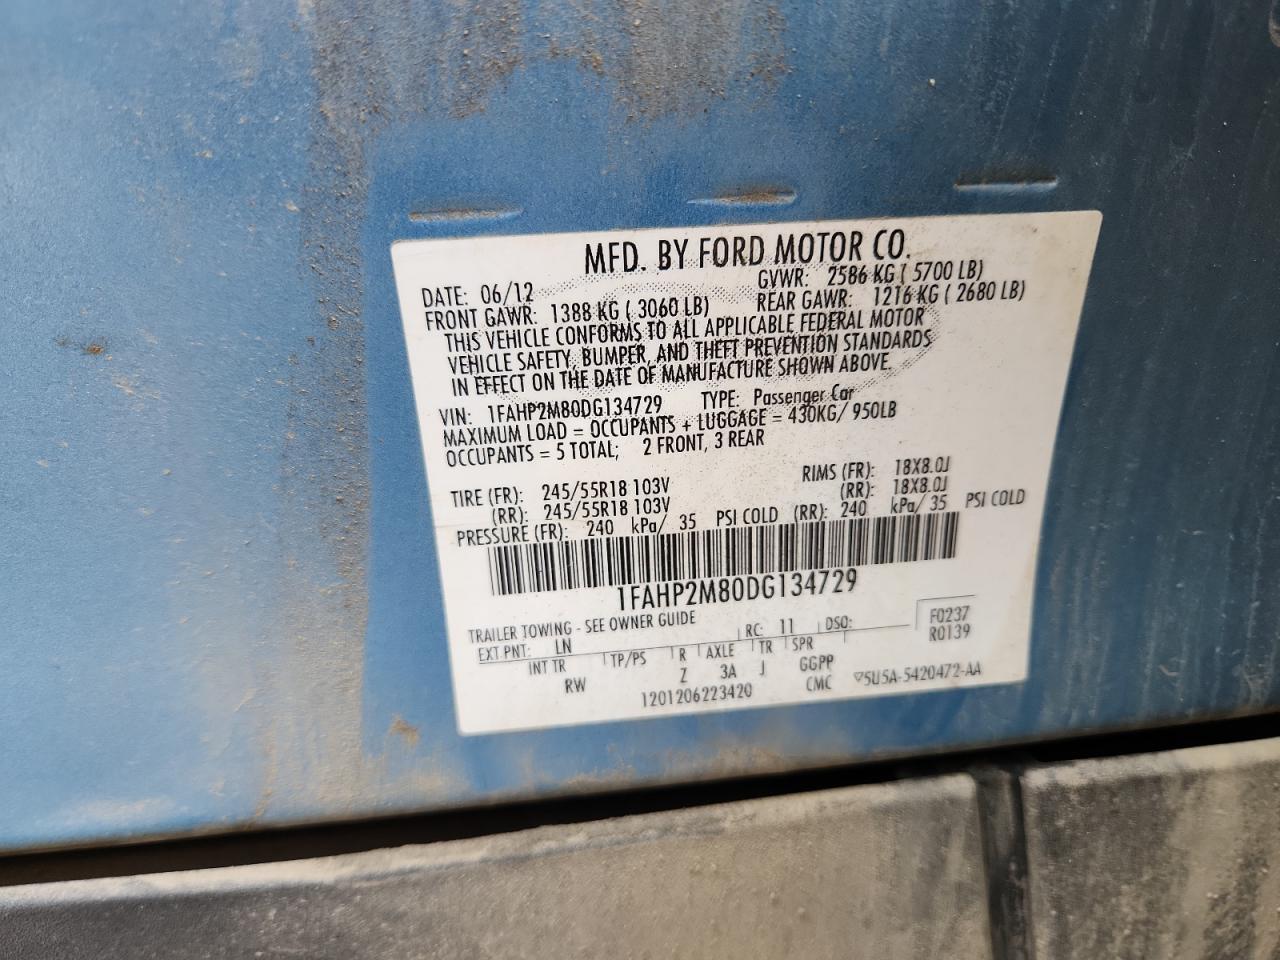 MFD. BY FORD MOTOR CO.
DATE: 06/12 GVWR: 2586 KG ( 5700 LB)
FRONT GAWR: 1388 KG ( 3060 LB) REAR GAWR: 1216 KG ( 2680 LB)
THIS VEHICLE CONFORMS TO ALL APPLICABLE FEDERAL MOTOR
VEHICLE SAFETY, BUMPER, AND THEFT PREVENTION STANDARDS
IN EFFECT ON THE DATE OF MANUFACTURE SHOWN ABOVE.
VIN: 1FAHP2M80DG134729 TYPE: Passenger Car
MAXIMUM LOAD = OCCUPANTS + LUGGAGE = 430KG/ 950LB
OCCUPANTS = 5 TOTAL; 2 FRONT, 3 REAR
TIRE (FR): 245/55R18 103V RIMS (FR): 18X8.0J
(RR): 245/55R18 103V (RR): 18X8.0J
PRESSURE (FR): 240 kPa/ 35 PSI COLD (RR): 240 kPa/ 35 PSI COLD
1FAHP2M80DG134729
TRAILER TOWING - SEE OWNER GUIDE
EXT PNT: LN RC: 11 DSO: F0237
R0139
INT TR TP/PS R AXLE TR SPR
RW Z 3A J GGPP
1201206223420 CMC ▽5U5A-5420472-AA